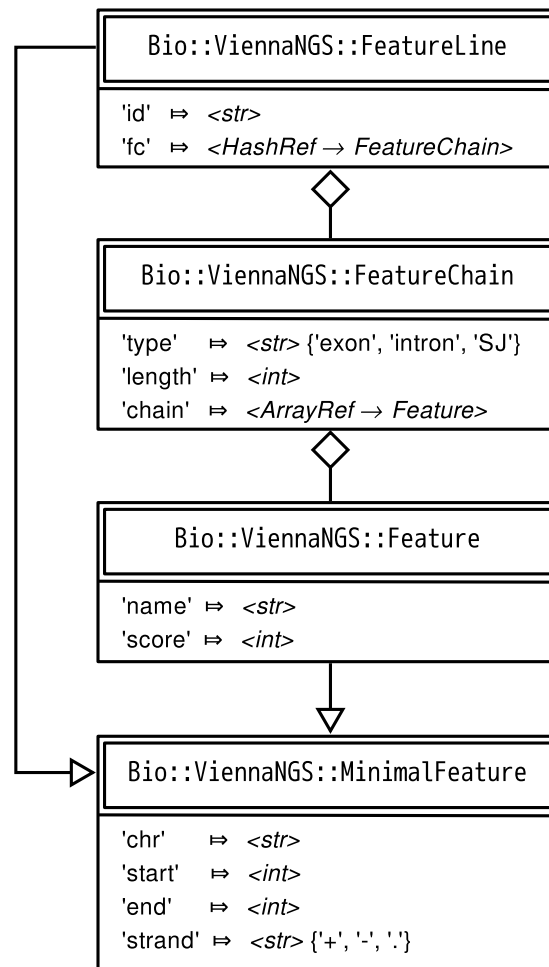 Bio::ViennaNGS::FeatureLine
'id' ⤇ <str>
'fc' ⤇ <HashRef → FeatureChain>
Bio::ViennaNGS::FeatureChain
'type' ⤇ <str> {'exon', 'intron', 'SJ'}
'length' ⤇ <int>
'chain' ⤇ <ArrayRef → Feature>
Bio::ViennaNGS::Feature
'name' ⤇ <str>
'score' ⤇ <int>
Bio::ViennaNGS::MinimalFeature
'chr' ⤇ <str>
'start' ⤇ <int>
'end' ⤇ <int>
'strand' ⤇ <str> {'+', '-', '.'}